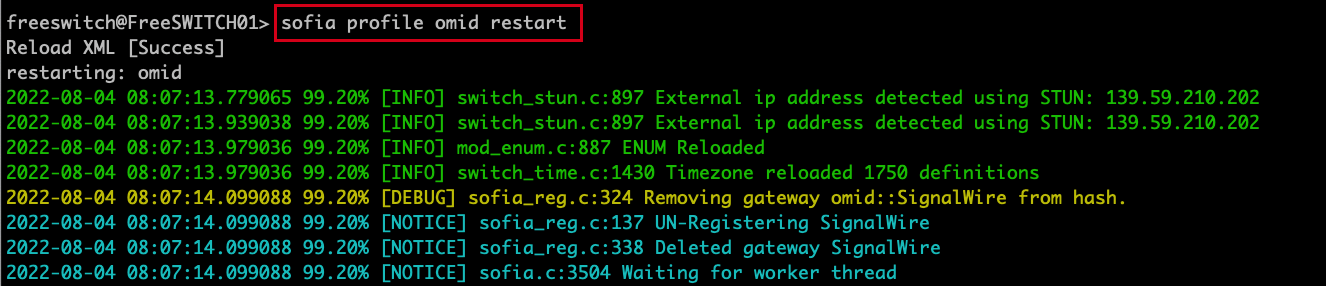 freeswitch@FreeSWITCH01> sofia profile omid restart
Reload XML [Success]
restarting: omid
2022-08-04 08:07:13.779065 99.20% [INFO] switch_stun.c:897 External ip address detected using STUN: 139.59.210.202
2022-08-04 08:07:13.939038 99.20% [INFO] switch_stun.c:897 External ip address detected using STUN: 139.59.210.202
2022-08-04 08:07:13.979036 99.20% [INFO] mod_enum.c:887 ENUM Reloaded
2022-08-04 08:07:13.979036 99.20% [INFO] switch_time.c:1430 Timezone reloaded 1750 definitions
2022-08-04 08:07:14.099088 99.20% [DEBUG] sofia_reg.c:324 Removing gateway omid::SignalWire from hash.
2022-08-04 08:07:14.099088 99.20% [NOTICE] sofia_reg.c:137 UN-Registering SignalWire
2022-08-04 08:07:14.099088 99.20% [NOTICE] sofia_reg.c:338 Deleted gateway SignalWire
2022-08-04 08:07:14.099088 99.20% [NOTICE] sofia.c:3504 Waiting for worker thread